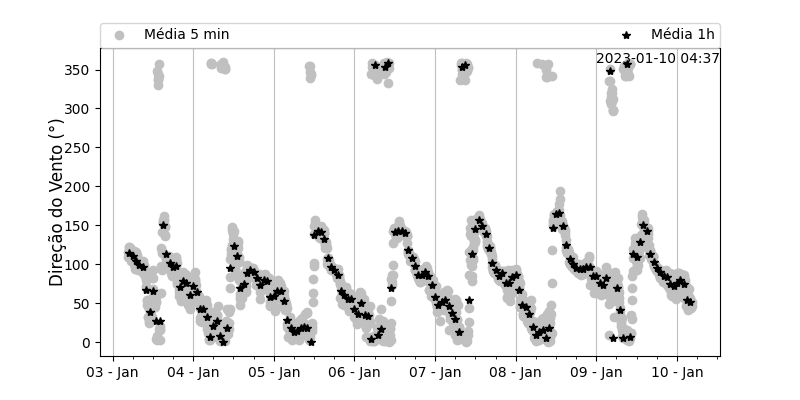 Média 5 min
Média 1h
2023-01-10 04:37
Direção do Vento (°)
350
300
250
200
150
100
50
0
03 - Jan
04 - Jan
05 - Jan
06 - Jan
07 - Jan
08 - Jan
09 - Jan
10 - Jan